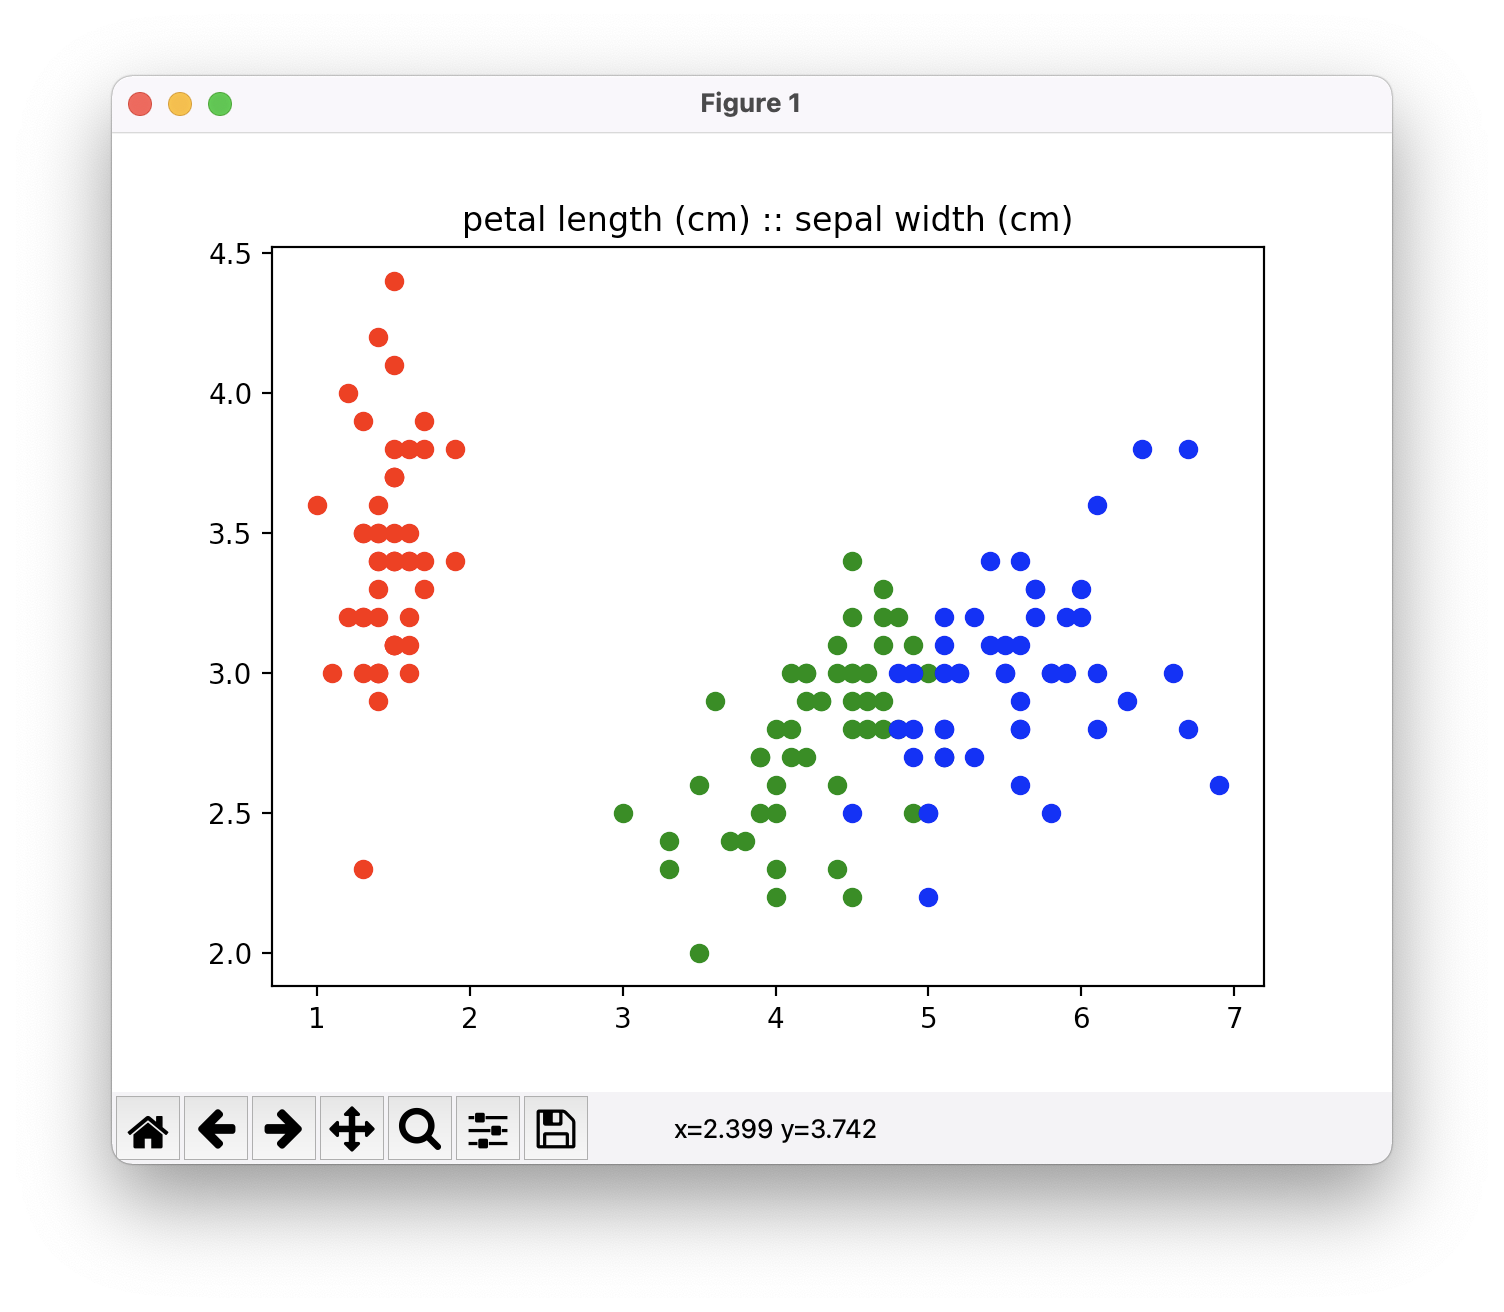 Figure 1
petal length (cm) :: sepal width (cm)
4.5
4.0
3.5
3.0
2.5
2.0
1 2 3 4 5 6 7
x=2.399 y=3.742